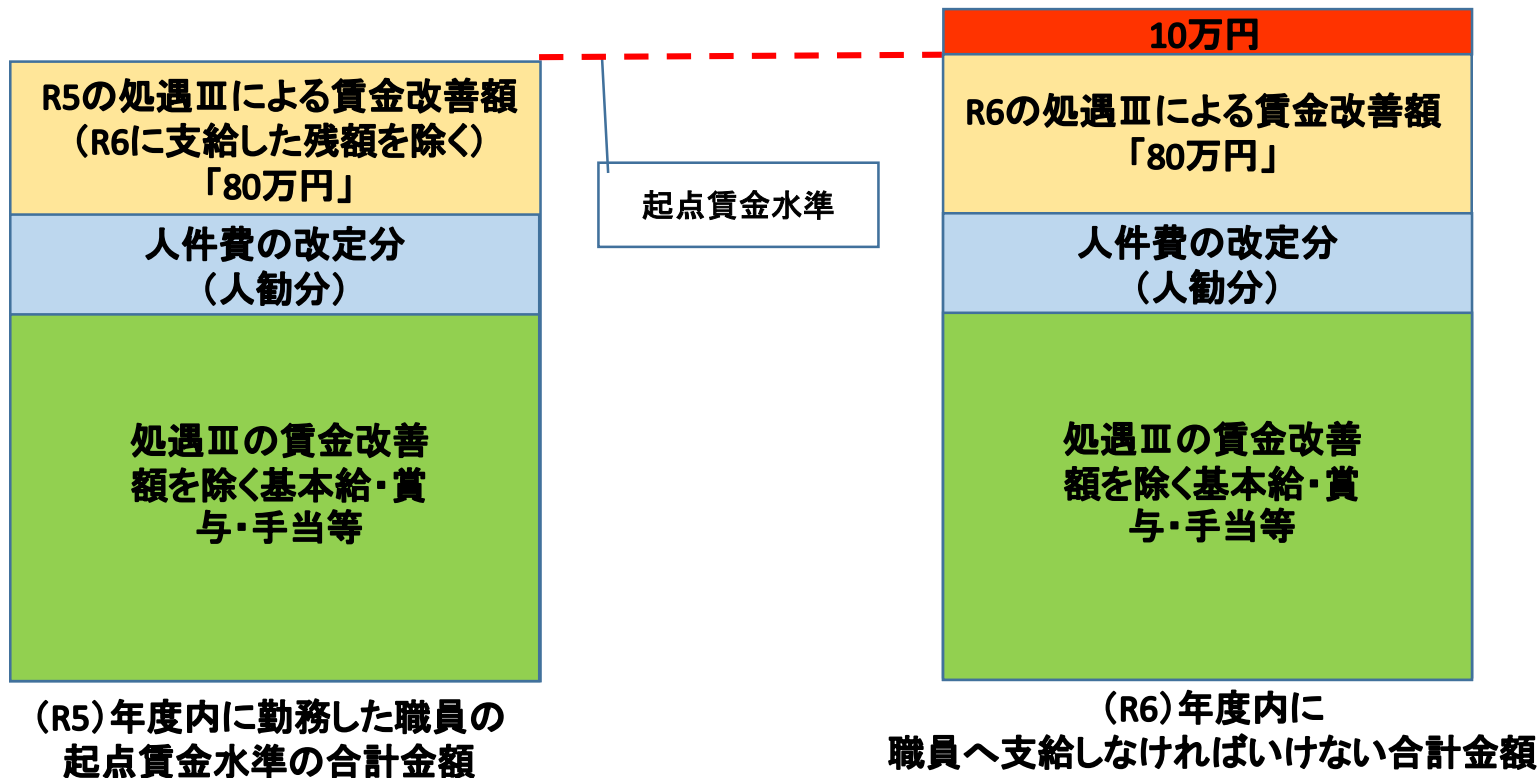 R5の処遇Ⅲによる賃金改善額
（R6に支給した残額を除く）
「80万円」
人件費の改定分
（人勧分）
処遇Ⅲの賃金改善
額を除く基本給・賞
与・手当等
（R5）年度内に勤務した職員の
起点賃金水準の合計金額
起点賃金水準
10万円
R6の処遇Ⅲによる賃金改善額
「80万円」
人件費の改定分
（人勧分）
処遇Ⅲの賃金改善
額を除く基本給・賞
与・手当等
（R6）年度内に
職員へ支給しなければいけない合計金額